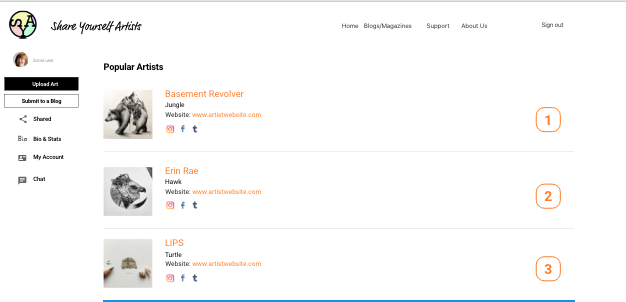 SYA
Share Yourself Artists
Home Blogs/Magazines Support About Us Sign out
Some user
Upload Art
Submit to a Blog
Shared
Bio Bio & Stats
My Account
Chat
Popular Artists
Basement Revolver
Jungle
Website: www.artistwebsite.com
f t
1
Erin Rae
Hawk
Website: www.artistwebsite.com
f t
2
LIPS
Turtle
Website: www.artistwebsite.com
f t
3